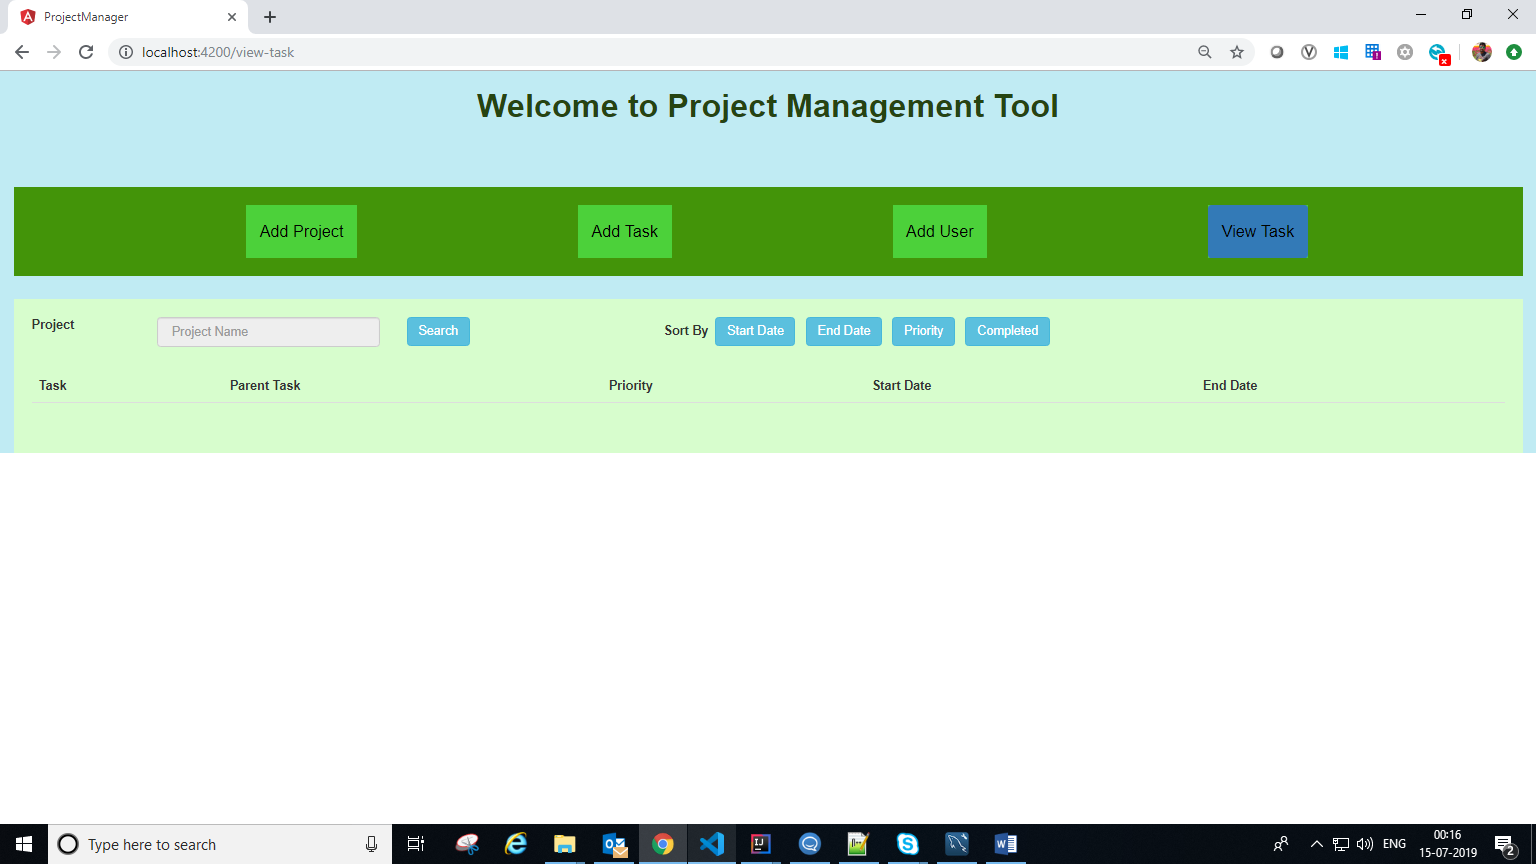 ProjectManager
localhost:4200/view-task
Welcome to Project Management Tool
Add Project Add Task Add User View Task
Project Project Name Search Sort By Start Date End Date Priority Completed
Task Parent Task Priority Start Date End Date
Type here to search
ENG
00:16
15-07-2019
2